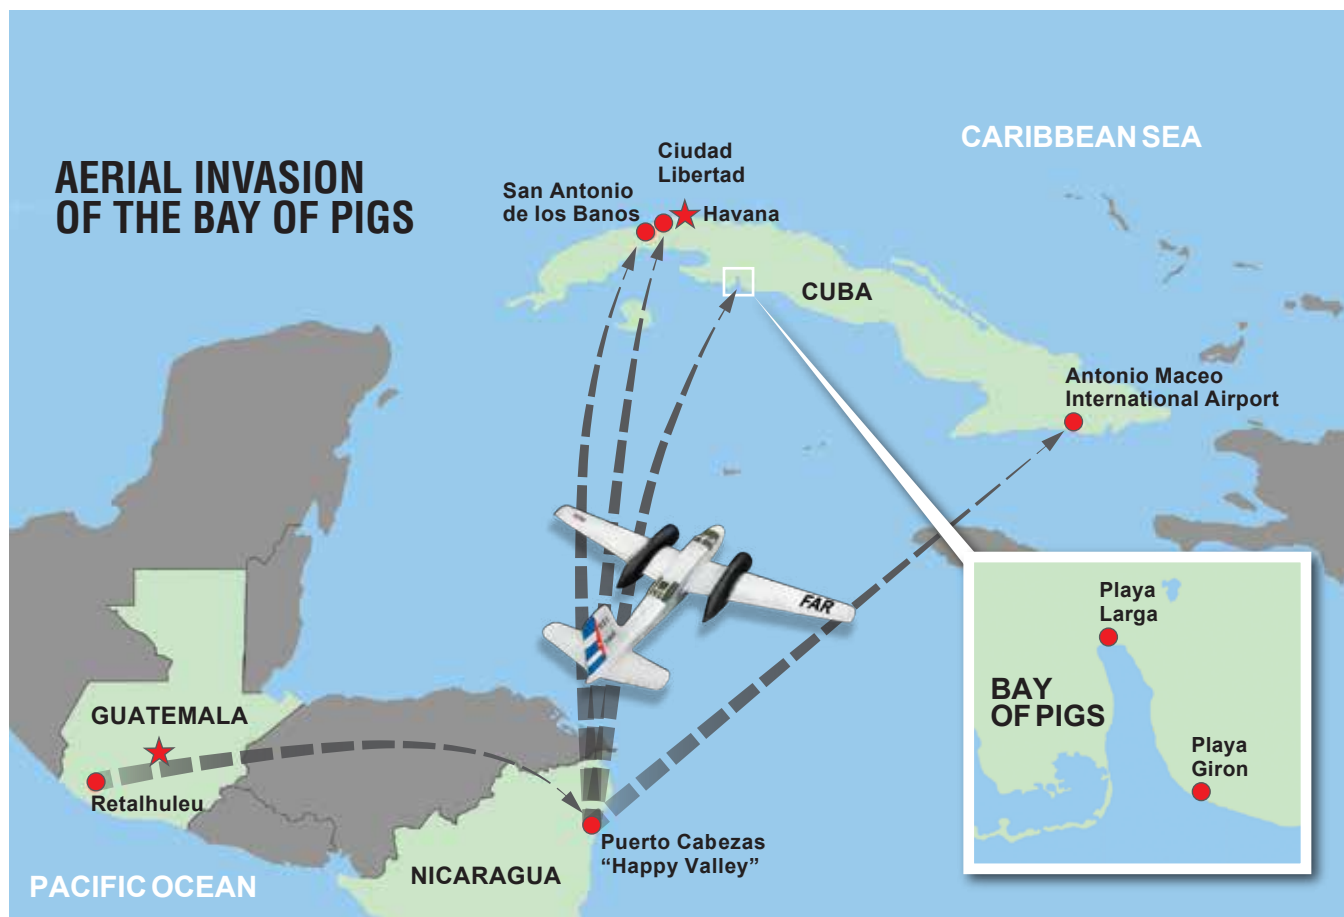 AERIAL INVASION
OF THE BAY OF PIGS
CARIBBEAN SEA
Ciudad
Libertad
San Antonio
de los Banos
Havana
CUBA
Antonio Maceo
International Airport
GUATEMALA
Retalhuleu
PACIFIC OCEAN
NICARAGUA
Puerto Cabezas
“Happy Valley”
FAR
BAY
OF PIGS
Playa
Larga
Playa
Giron